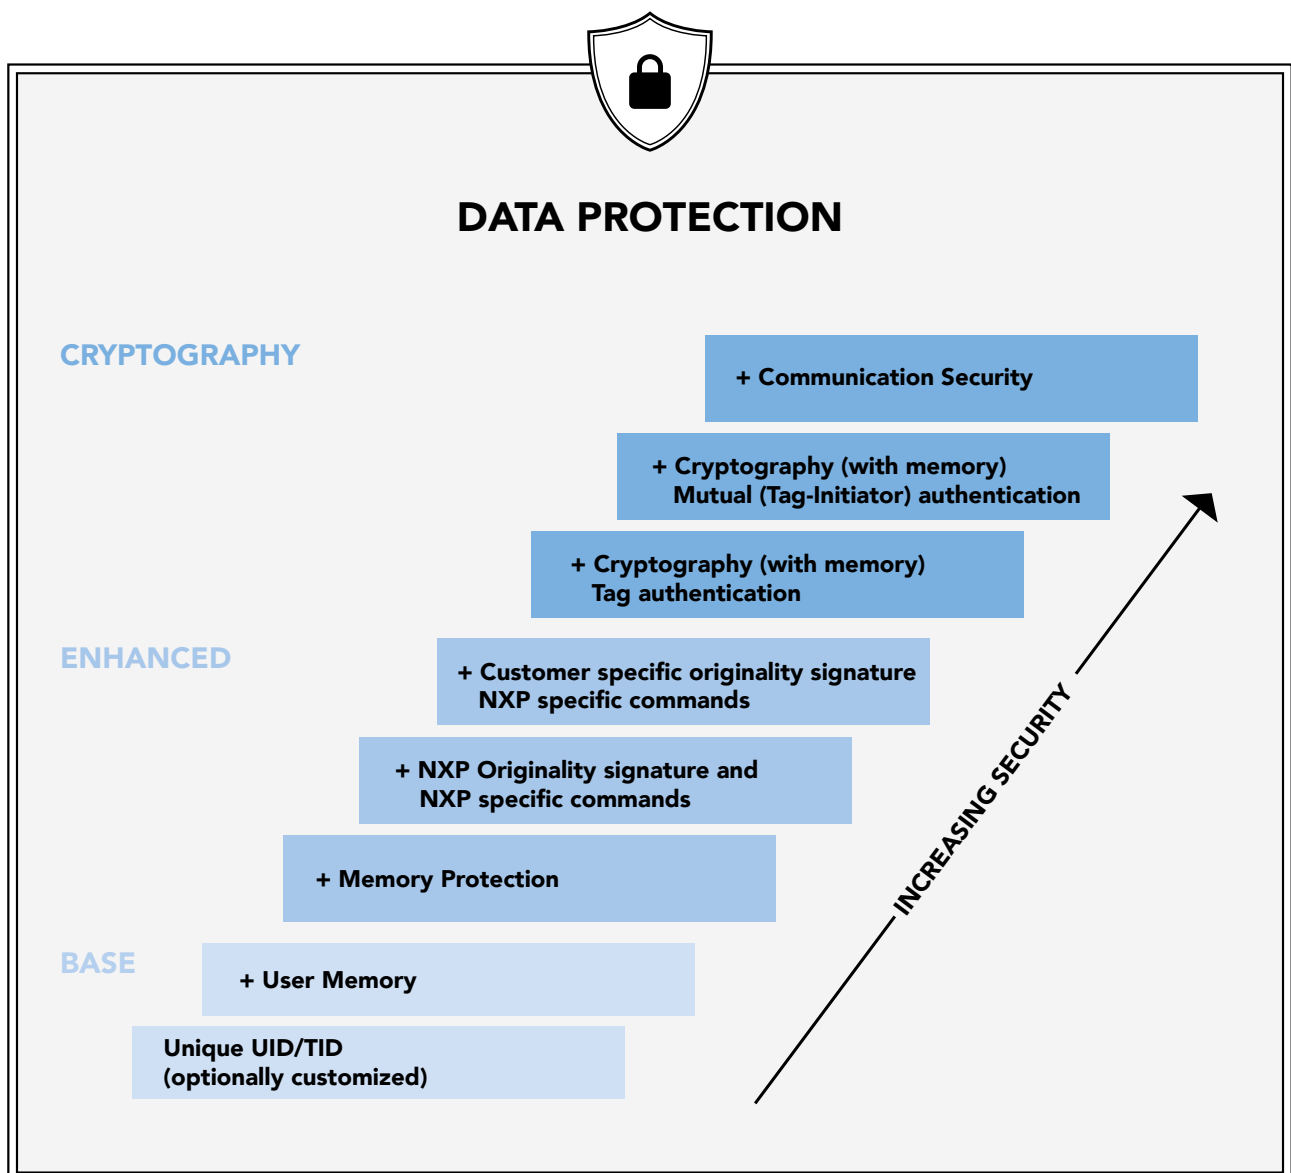 DATA PROTECTION
CRYPTOGRAPHY
+ Communication Security
+ Cryptography (with memory)
Mutual (Tag-Initiator) authentication
+ Cryptography (with memory)
Tag authentication
ENHANCED
+ Customer specific originality signature
NXP specific commands
+ NXP Originality signature and
NXP specific commands
+ Memory Protection
BASE
+ User Memory
Unique UID/TID
(optionally customized)
INCREASING SECURITY